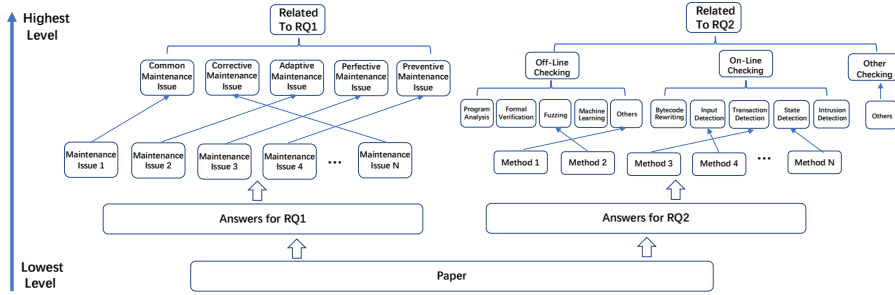 Highest
Level
Related
To RQ1
Common
Maintenance
Issue
Corrective
Maintenance
Issue
Adaptive
Maintenance
Issue
Perfective
Maintenance
Issue
Preventive
Maintenance
Issue
Maintenance
Issue 1
Maintenance
Issue 2
Maintenance
Issue 3
Maintenance
Issue 4
...
Maintenance
Issue N
Answers for RQ1
Related
To RQ2
Off-Line
Checking
On-Line
Checking
Other
Checking
Program
Analysis
Formal
Verification
Fuzzing
Machine
Learning
Others
Bytecode
Rewriting
Input
Detection
Transaction
Detection
State
Detection
Intrusion
Detection
Others
Method 1
Method 2
Method 3
Method 4
...
Method N
Answers for RQ2
Lowest
Level
Paper